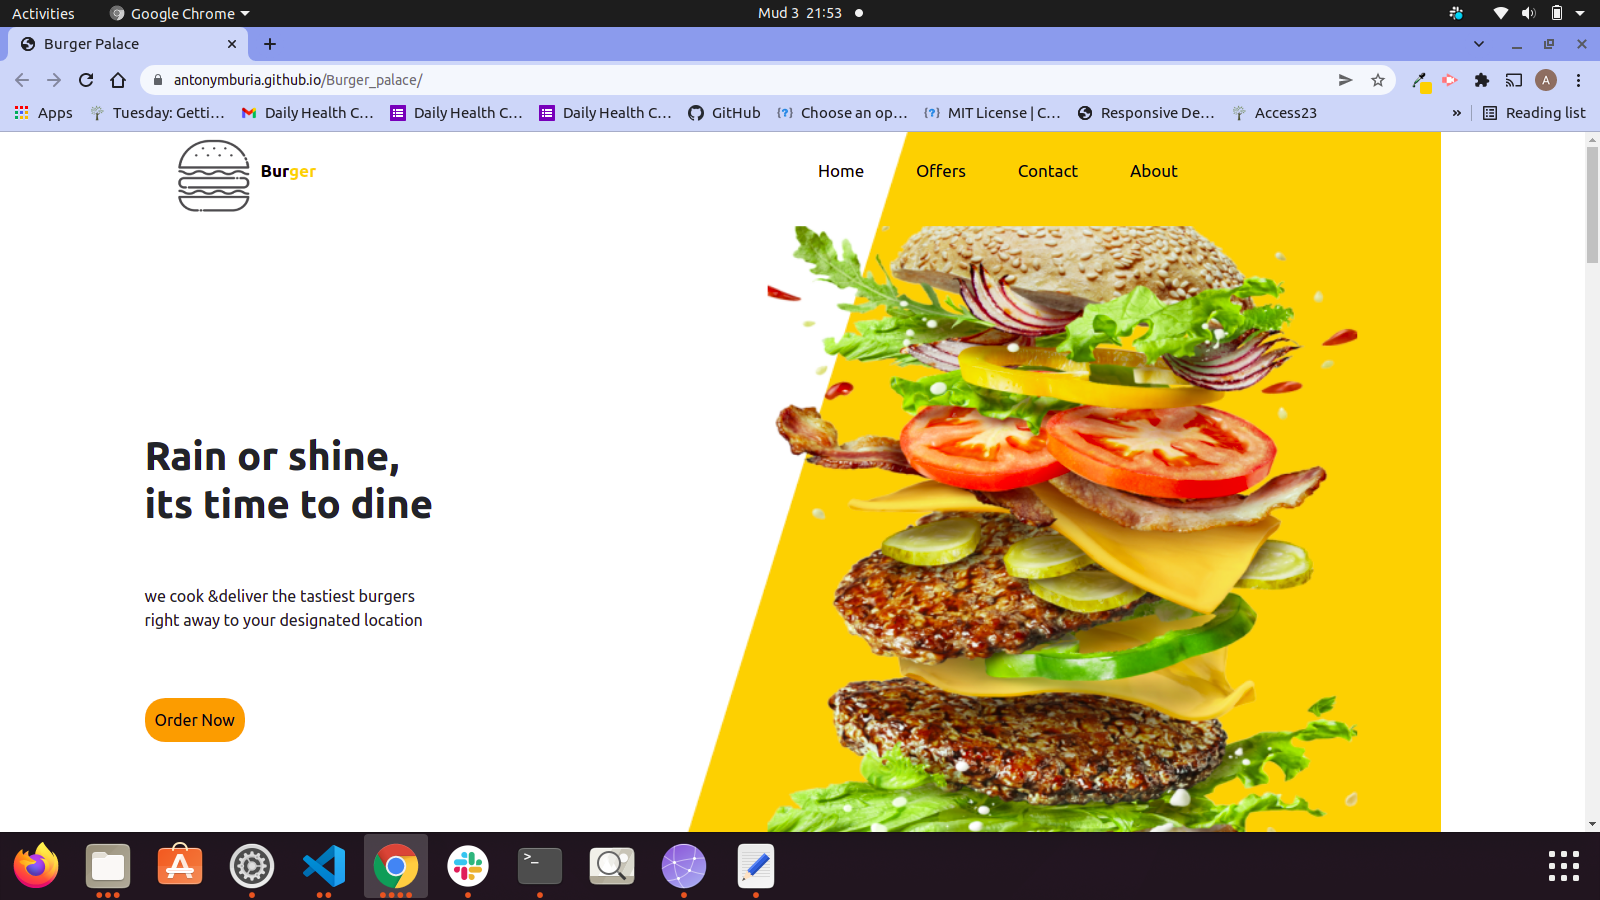 Activities
Google Chrome
Mud 3 21:53
Burger Palace
antonymburia.github.io/Burger_palace/
A
Apps
Tuesday: Getti...
Daily Health C...
Daily Health C...
Daily Health C...
GitHub
Choose an op...
MIT License | C...
Responsive De...
Access23
»
Reading list
Burger
Home
Offers
Contact
About
Rain or shine,
its time to dine
we cook &deliver the tastiest burgers
right away to your designated location
Order Now